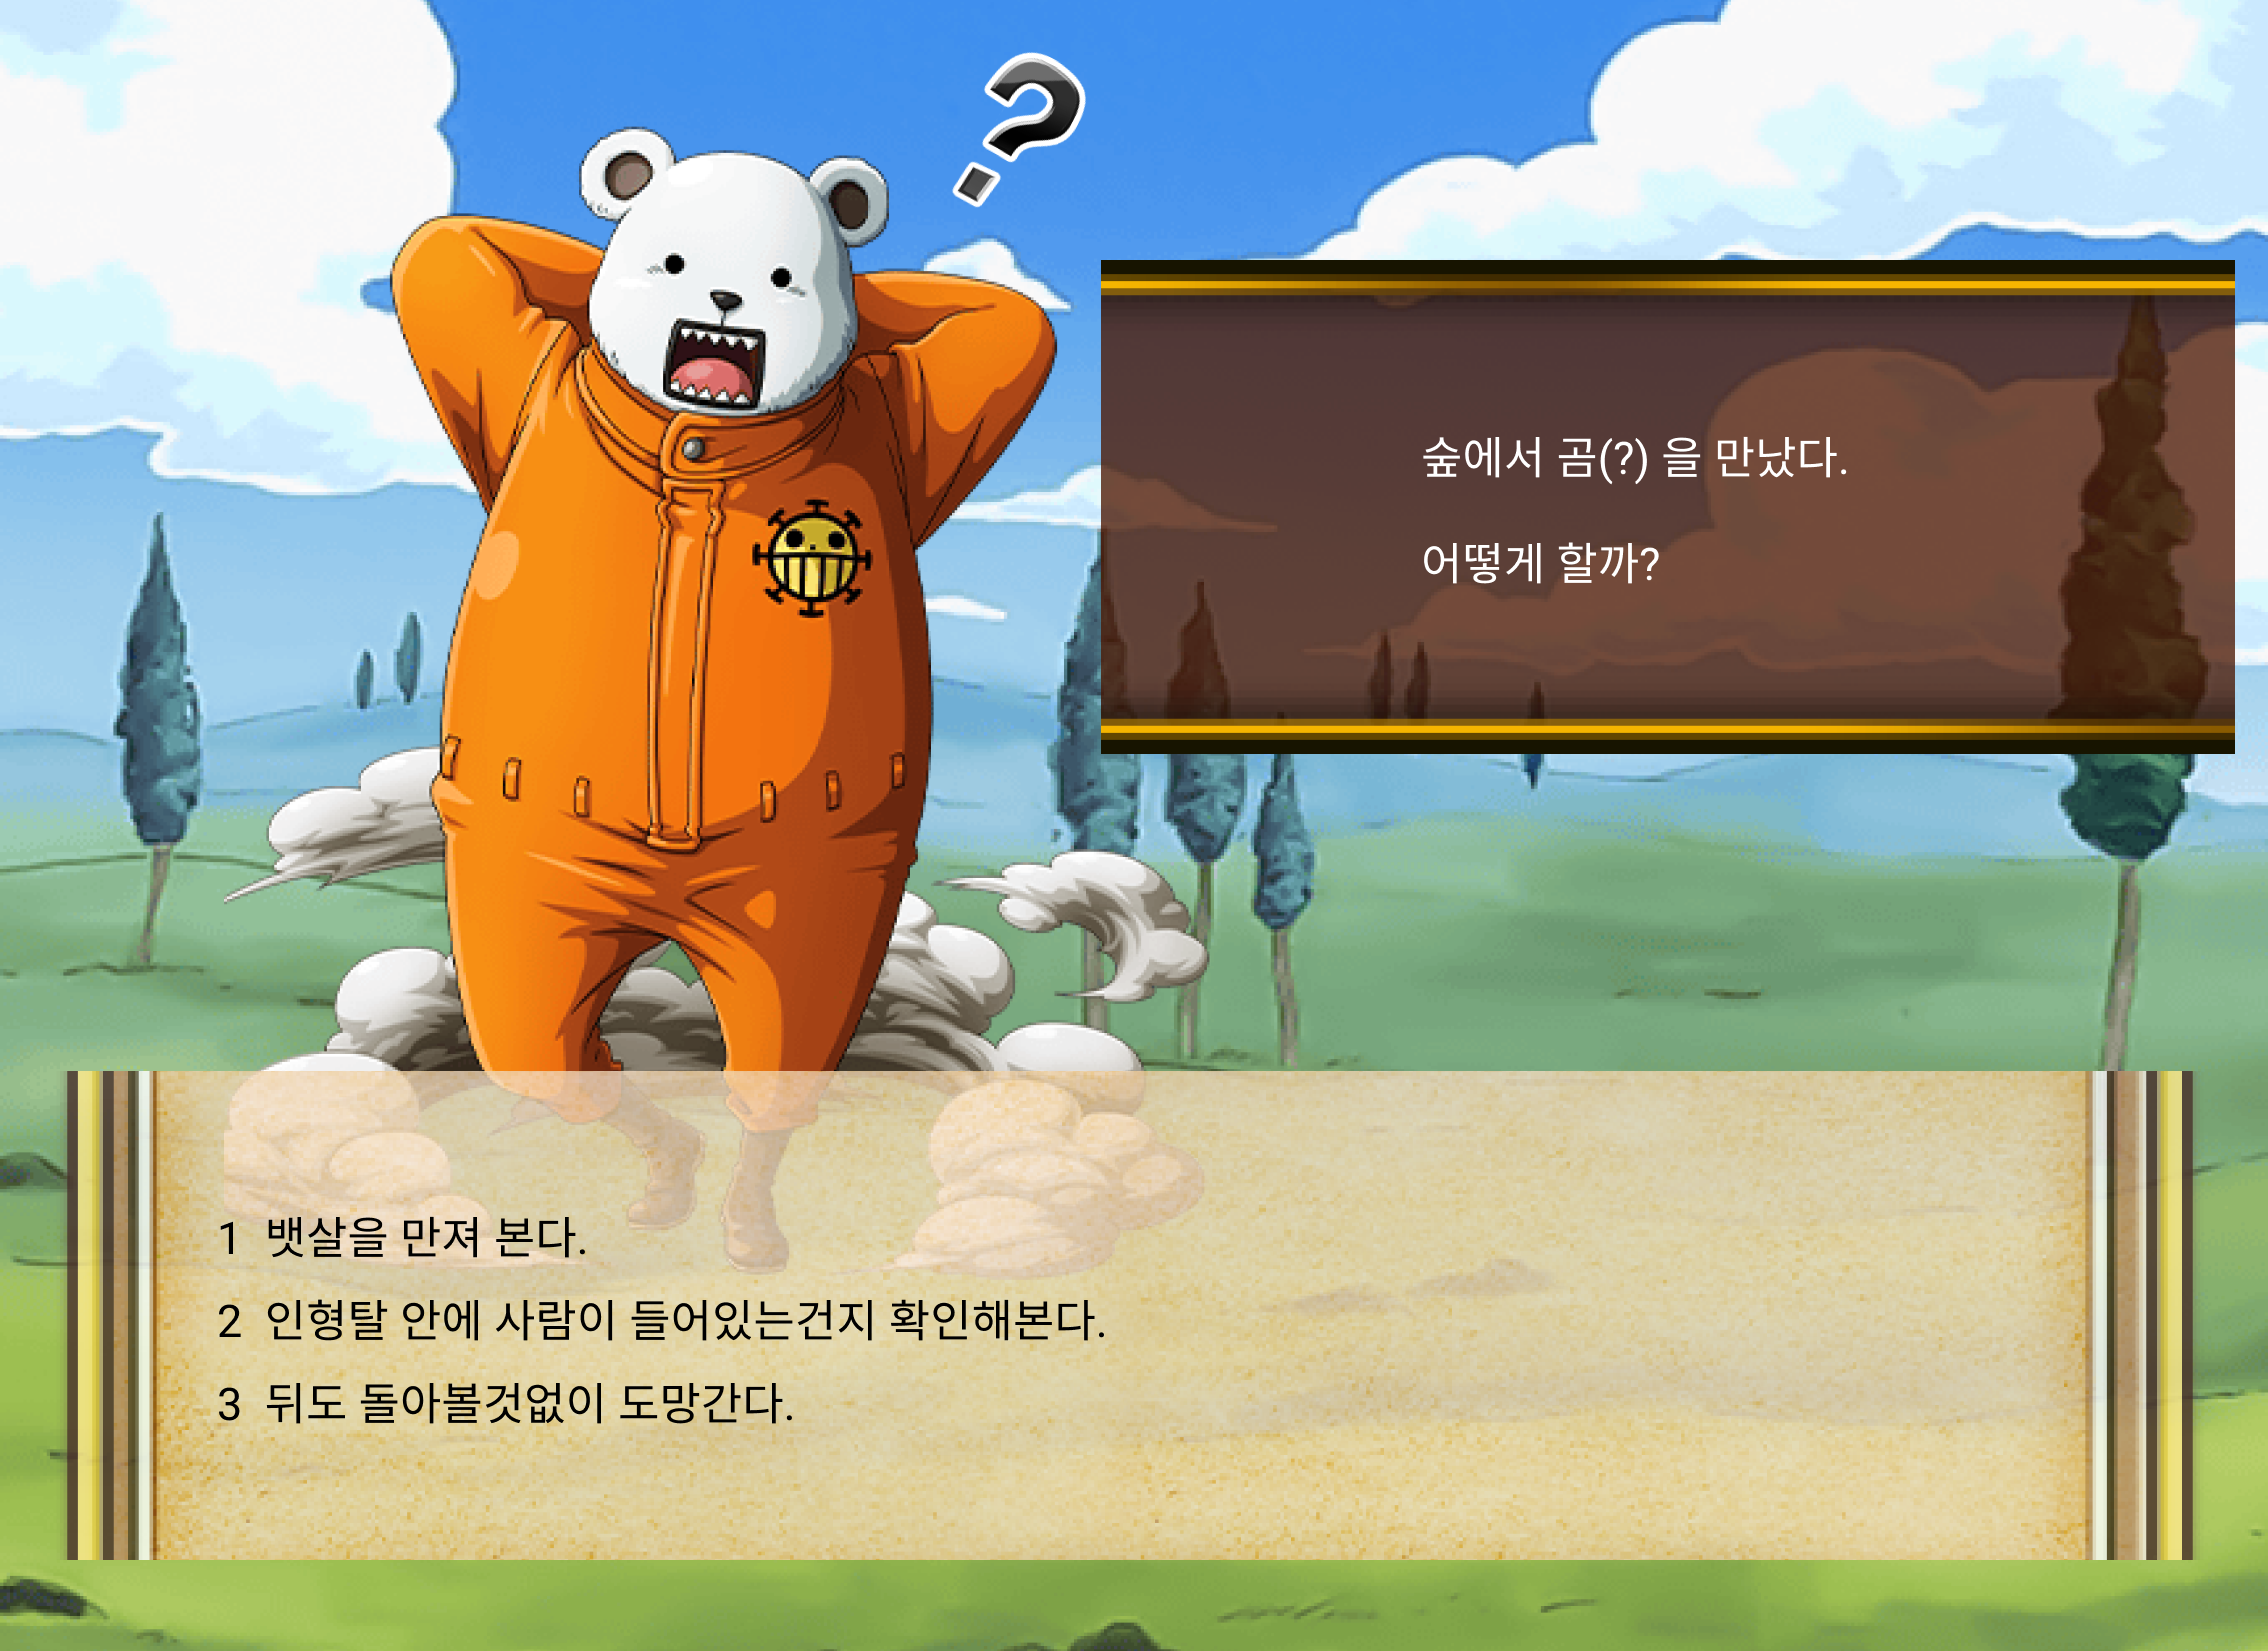 ?
숲에서 곰(?) 을 만났다.
어떻게 할까?
1 뱃살을 만져 본다.
2 인형탈 안에 사람이 들어있는건지 확인해본다.
3 뒤도 돌아볼것없이 도망간다.